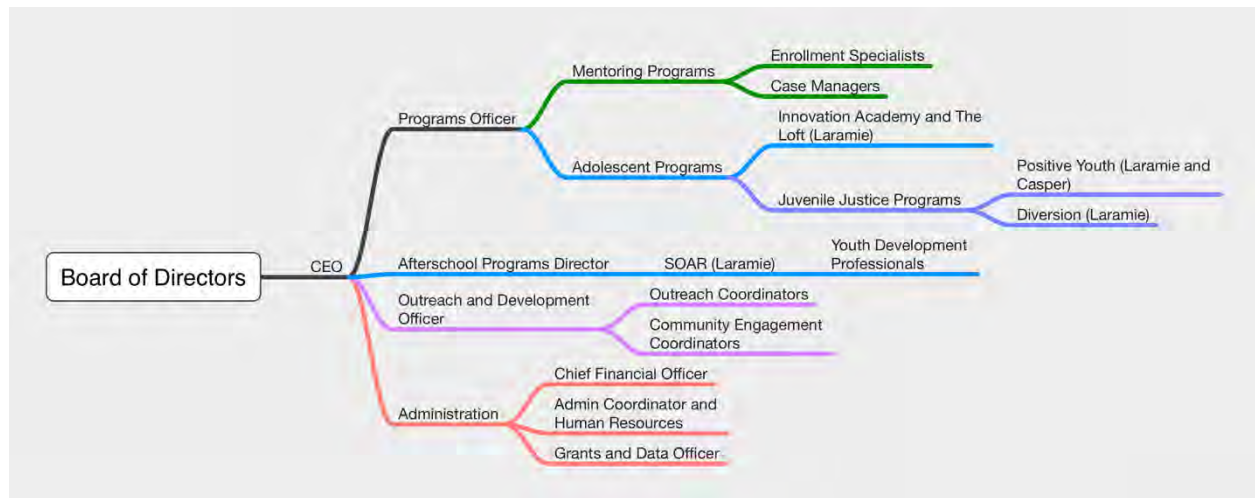 Board of Directors
CEO
Programs Officer
Mentoring Programs
Enrollment Specialists
Case Managers
Adolescent Programs
Innovation Academy and The
Loft (Laramie)
Juvenile Justice Programs
Positive Youth (Laramie and
Casper)
Diversion (Laramie)
Afterschool Programs Director
SOAR (Laramie)
Youth Development
Professionals
Outreach and Development
Officer
Outreach Coordinators
Community Engagement
Coordinators
Administration
Chief Financial Officer
Admin Coordinator and
Human Resources
Grants and Data Officer